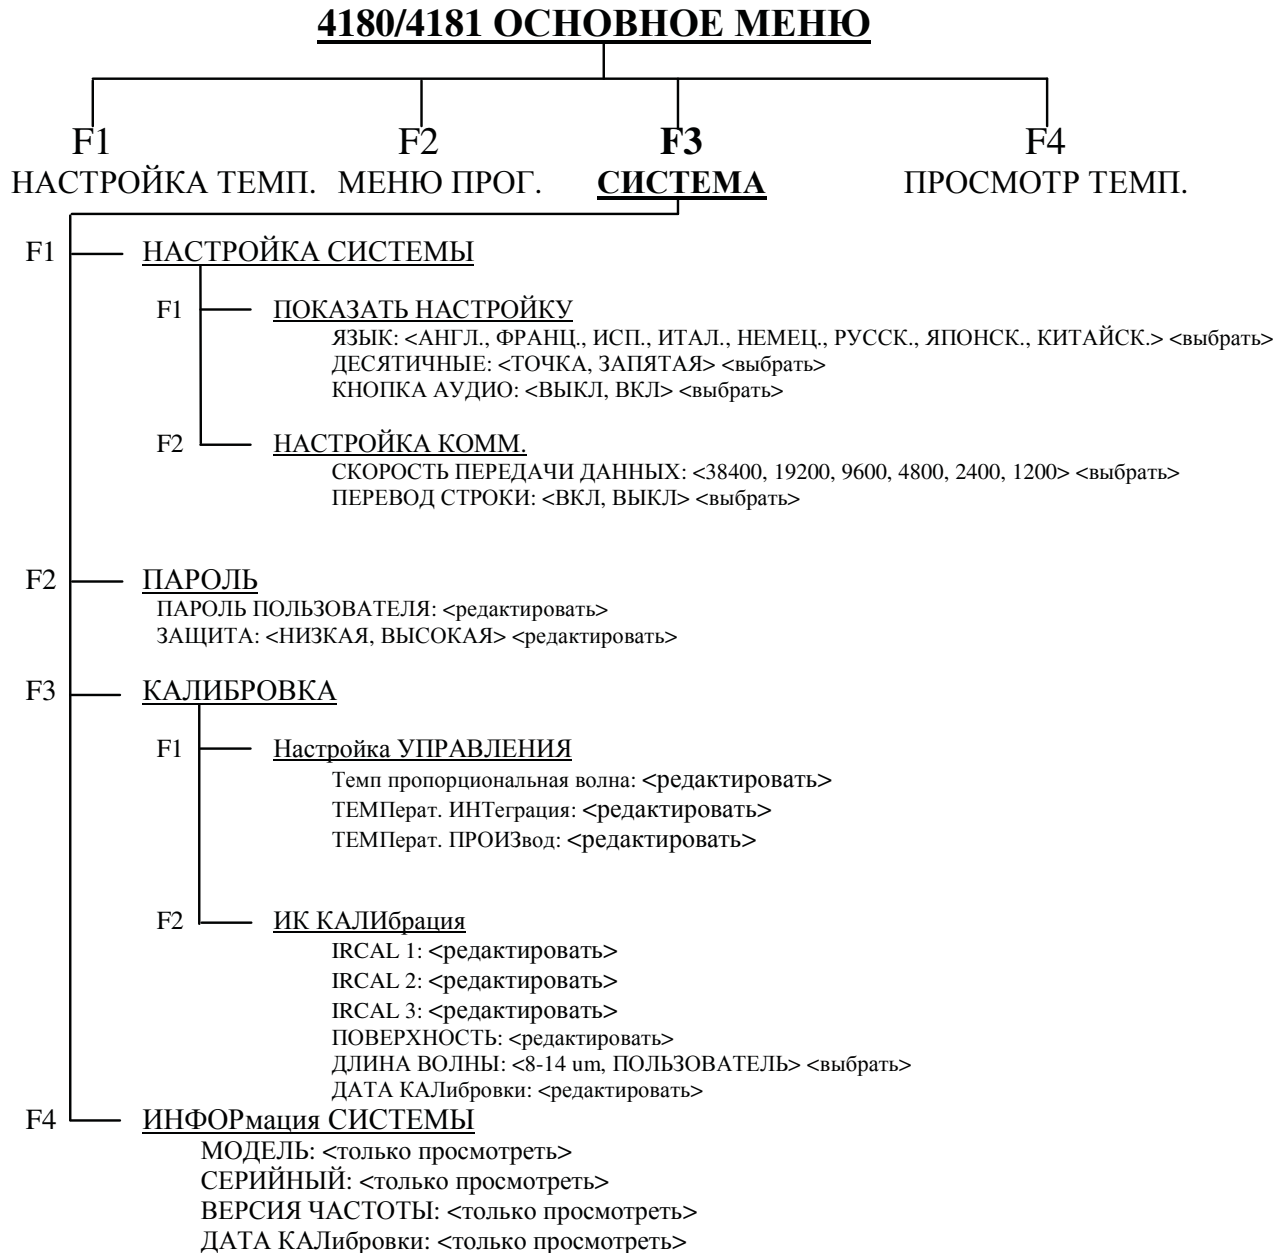 4180/4181 ОСНОВНОЕ МЕНЮ
F1 F2 F3 F4
НАСТРОЙКА ТЕМП. МЕНЮ ПРОГ. СИСТЕМА ПРОСМОТР ТЕМП.
F1 НАСТРОЙКА СИСТЕМЫ
F1 ПОКАЗАТЬ НАСТРОЙКУ
ЯЗЫК: <АНГЛ., ФРАНЦ., ИСП., ИТАЛ., НЕМЕЦ., РУССК., ЯПОНСК., КИТАЙСК.> <выбрать>
ДЕСЯТИЧНЫЕ: <ТОЧКА, ЗАПЯТАЯ> <выбрать>
КНОПКА АУДИО: <ВЫКЛ, ВКЛ> <выбрать>
F2 НАСТРОЙКА КОММ.
СКОРОСТЬ ПЕРЕДАЧИ ДАННЫХ: <38400, 19200, 9600, 4800, 2400, 1200> <выбрать>
ПЕРЕВОД СТРОКИ: <ВКЛ, ВЫКЛ> <выбрать>
F2 ПАРОЛЬ
ПАРОЛЬ ПОЛЬЗОВАТЕЛЯ: <редактировать>
ЗАЩИТА: <НИЗКАЯ, ВЫСОКАЯ> <редактировать>
F3 КАЛИБРОВКА
F1 Настройка УПРАВЛЕНИЯ
Темп пропорциональная волна: <редактировать>
ТЕМПерат. ИНТеграция: <редактировать>
ТЕМПерат. ПРОИЗвод: <редактировать>
F2 ИК КАЛИбрация
IRCAL 1: <редактировать>
IRCAL 2: <редактировать>
IRCAL 3: <редактировать>
ПОВЕРХНОСТЬ: <редактировать>
ДЛИНА ВОЛНЫ: <8-14 um, ПОЛЬЗОВАТЕЛЬ> <выбрать>
ДАТА КАЛибровки: <редактировать>
F4 ИНФОРмация СИСТЕМЫ
МОДЕЛЬ: <только просмотреть>
СЕРИЙНЫЙ: <только просмотреть>
ВЕРСИЯ ЧАСТОТЫ: <только просмотреть>
ДАТА КАЛибровки: <только просмотреть>